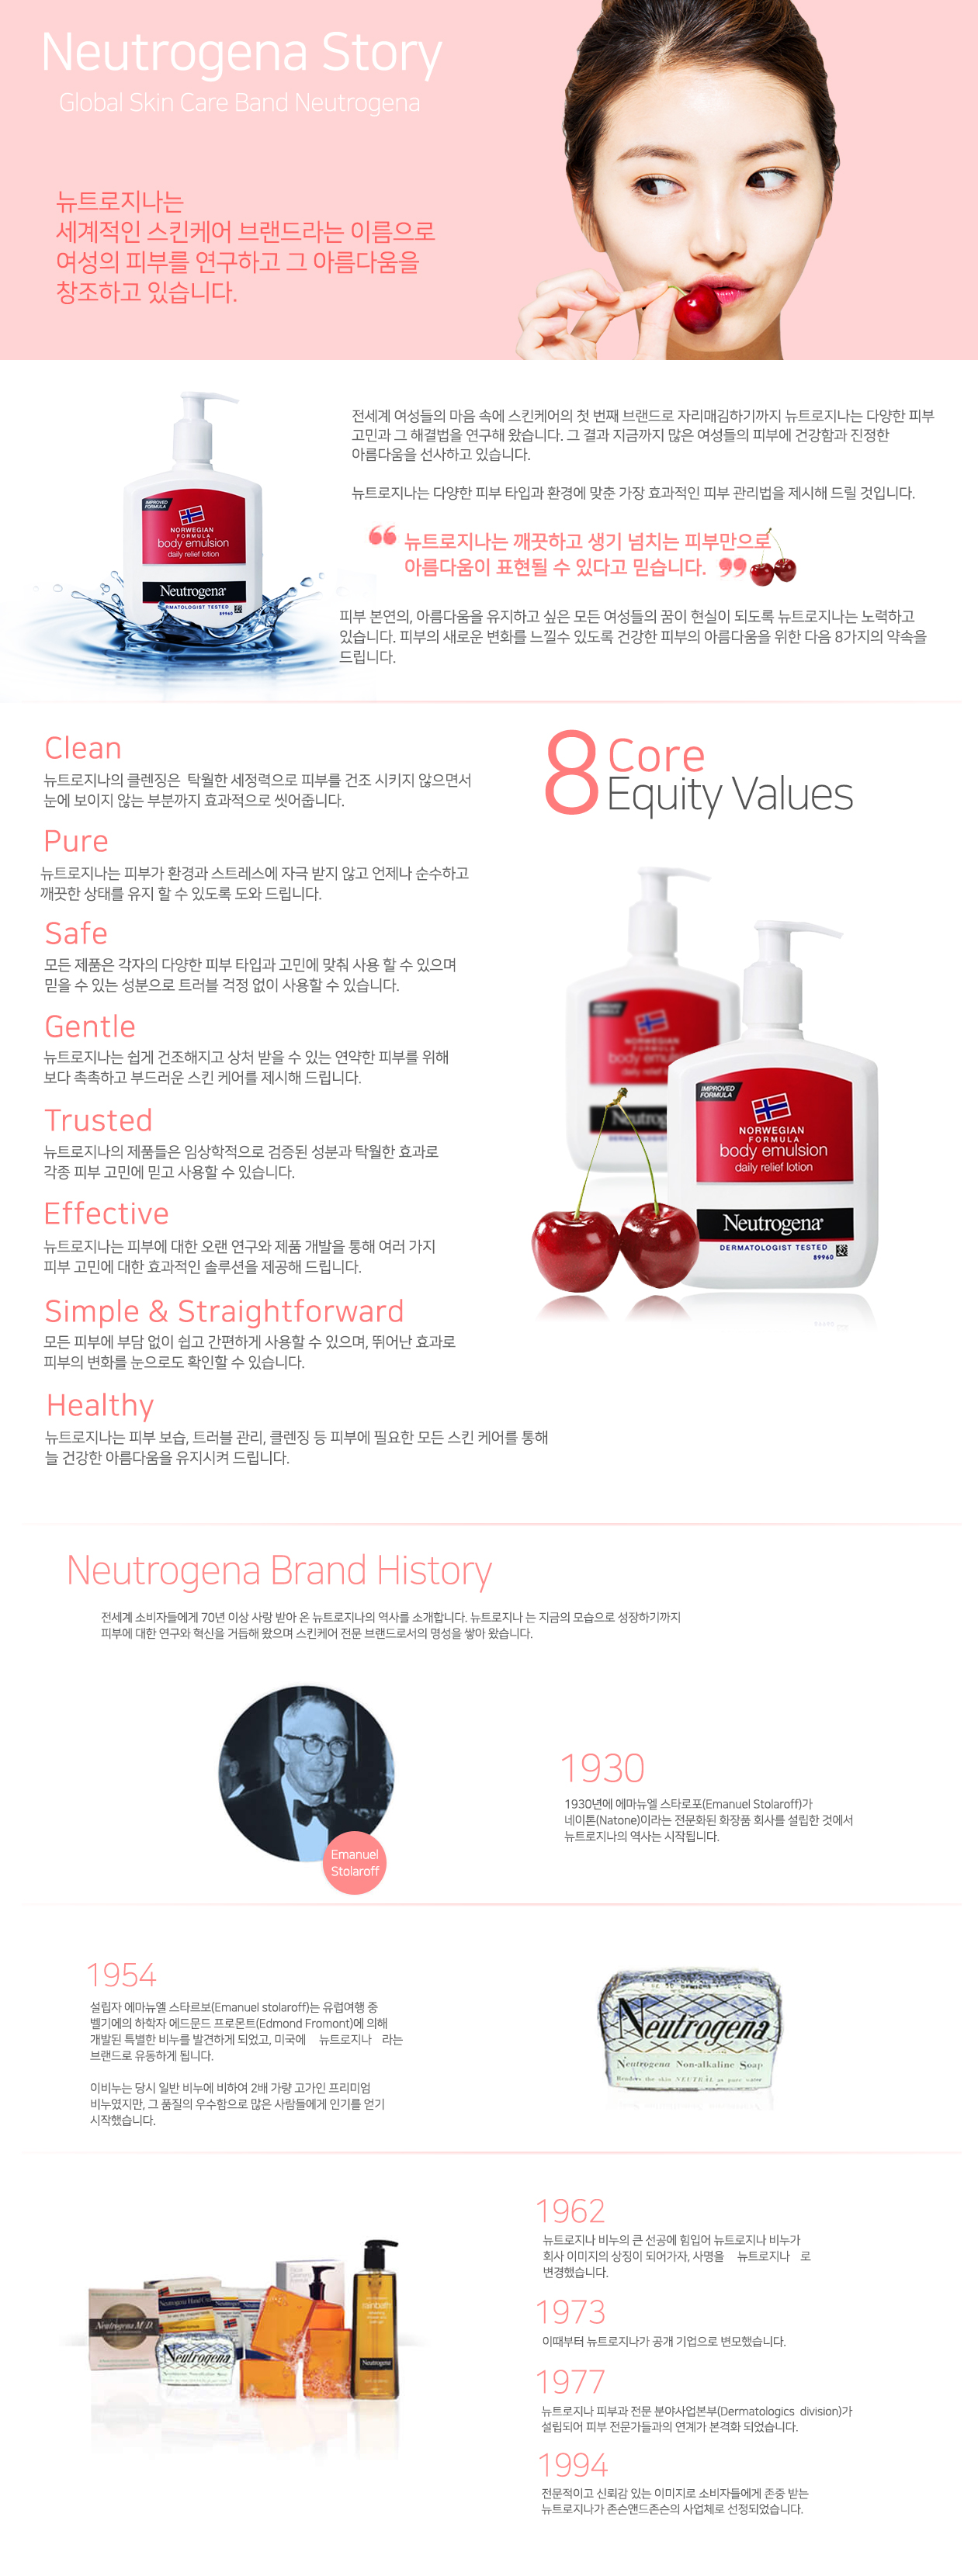 Neutrogena Story
Global Skin Care Band Neutrogena
뉴트로지나는
세계적인 스킨케어 브랜드라는 이름으로
여성의 피부를 연구하고 그 아름다움을
창조하고 있습니다.
전세계 여성들의 마음 속에 스킨케어의 첫 번째 브랜드로 자리매김하기까지 뉴트로지나는 다양한 피부
고민과 그 해결법을 연구해 왔습니다. 그 결과 지금까지 많은 여성들의 피부에 건강함과 진정한
아름다움을 선사하고 있습니다.
뉴트로지나는 다양한 피부 타입과 환경에 맞춘 가장 효과적인 피부 관리법을 제시해 드릴 것입니다.
IMPROVED
FORMULA
NORWEGIAN
FORMULA
body emulsion
daily relief lotion
Neutrogena®
DERMATOLOGIST TESTED
89960
❝ 뉴트로지나는 깨끗하고 생기 넘치는 피부만으로
아름다움이 표현될 수 있다고 믿습니다. ❞
피부 본연의, 아름다움을 유지하고 싶은 모든 여성들의 꿈이 현실이 되도록 뉴트로지나는 노력하고
있습니다. 피부의 새로운 변화를 느낄수 있도록 건강한 피부의 아름다움을 위한 다음 8가지의 약속을
드립니다.
8 Core
Equity Values
Clean
뉴트로지나의 클렌징은 탁월한 세정력으로 피부를 건조 시키지 않으면서
눈에 보이지 않는 부분까지 효과적으로 씻어줍니다.
Pure
뉴트로지나는 피부가 환경과 스트레스에 자극 받지 않고 언제나 순수하고
깨끗한 상태를 유지 할 수 있도록 도와 드립니다.
Safe
모든 제품은 각자의 다양한 피부 타입과 고민에 맞춰 사용 할 수 있으며
믿을 수 있는 성분으로 트러블 걱정 없이 사용할 수 있습니다.
Gentle
뉴트로지나는 쉽게 건조해지고 상처 받을 수 있는 연약한 피부를 위해
보다 촉촉하고 부드러운 스킨 케어를 제시해 드립니다.
Trusted
뉴트로지나의 제품들은 임상학적으로 검증된 성분과 탁월한 효과로
각종 피부 고민에 믿고 사용할 수 있습니다.
Effective
뉴트로지나는 피부에 대한 오랜 연구와 제품 개발을 통해 여러 가지
피부 고민에 대한 효과적인 솔루션을 제공해 드립니다.
Simple & Straightforward
모든 피부에 부담 없이 쉽고 간편하게 사용할 수 있으며, 뛰어난 효과로
피부의 변화를 눈으로도 확인할 수 있습니다.
Healthy
뉴트로지나는 피부 보습, 트러블 관리, 클렌징 등 피부에 필요한 모든 스킨 케어를 통해
늘 건강한 아름다움을 유지시켜 드립니다.
IMPROVED
FORMULA
NORWEGIAN
FORMULA
body emulsion
daily relief l
Neutrog
DERMATOLOGIS
IMPROVED
FORMULA
NORWEGIAN
FORMULA
body emulsion
daily relief lotion
Neutrogena®
DERMATOLOGIST TESTED
89960
Neutrogena Brand History
전세계 소비자들에게 70년 이상 사랑 받아 온 뉴트로지나의 역사를 소개합니다. 뉴트로지나 는 지금의 모습으로 성장하기까지
피부에 대한 연구와 혁신을 거듭해 왔으며 스킨케어 전문 브랜드로서의 명성을 쌓아 왔습니다.
Emanuel
Stolaroff
1930
1930년에 에마뉴엘 스타로포(Emanuel Stolaroff)가
네이톤(Natone)이라는 전문화된 화장품 회사를 설립한 것에서
뉴트로지나의 역사는 시작됩니다.
1954
설립자 에마뉴엘 스타르보(Emanuel stolaroff)는 유럽여행 중
벨기에의 하학자 에드문드 프로몬트(Edmond Fromont)에 의해
개발된 특별한 비누를 발견하게 되었고, 미국에 뉴트로지나 라는
브랜드로 유동하게 됩니다.
이비누는 당시 일반 비누에 비하여 2배 가량 고가인 프리미엄
비누였지만, 그 품질의 우수함으로 많은 사람들에게 인기를 얻기
시작했습니다.
Neutrogena
Neutrogena Non-alkaline Soap
Renders the skin NEUTRAL as pure water
1962
뉴트로지나 비누의 큰 선공에 힘입어 뉴트로지나 비누가
회사 이미지의 상징이 되어가자, 사명을 뉴트로지나 로
변경했습니다.
1973
이때부터 뉴트로지나가 공개 기업으로 변모했습니다.
1977
뉴트로지나 피부과 전문 분야사업본부(Dermatologics division)가
설립되어 피부 전문가들과의 연계가 본격화 되었습니다.
1994
전문적이고 신뢰감 있는 이미지로 소비자들에게 존중 받는
뉴트로지나가 존슨앤드존슨의 사업체로 선정되었습니다.
Neutrogena M/D.
Neutrogena
rainbath
Neutrogena